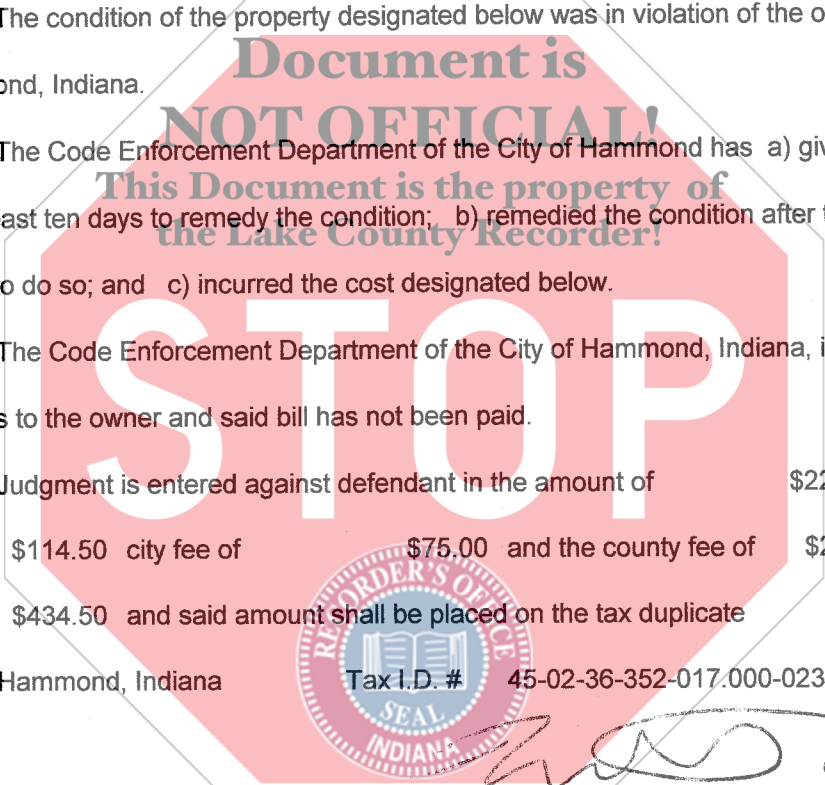 The condition of the property designated below was in violation of the o
Document is
ond, Indiana.
NOT OFFICIAL!
The Code Enforcement Department of the City of Hammond has a) giv
This Document is the property of
ast ten days to remedy the condition; b) remedied the condition after
the Lake County Recorder!
o do so; and c) incurred the cost designated below.
STOP
The Code Enforcement Department of the City of Hammond, Indiana, i
s to the owner and said bill has not been paid.
Judgment is entered against defendant in the amount of $22
$114.50 city fee of $75.00 and the county fee of $2
RECORDER'S OFFICE
$434.50 and said amount shall be placed on the tax duplicate
Hammond, Indiana Tax I.D. # 45-02-36-352-017.000-023
SEAL
INDIANA